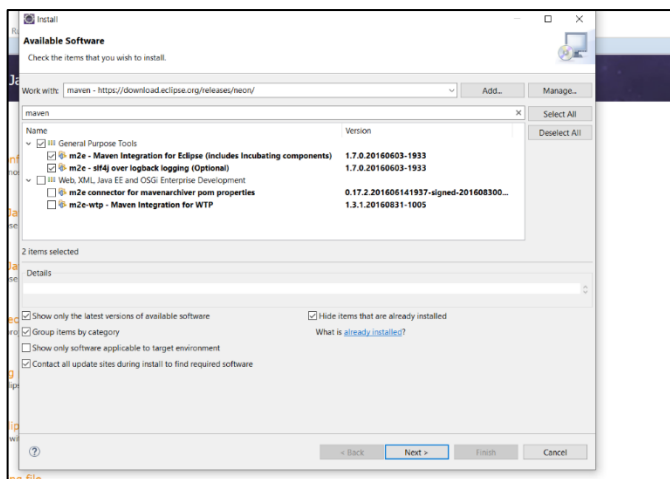 Install
Available Software
Check the items that you wish to install.
Work with: maven - https://download.eclipse.org/releases/neon/ Add... Manage...
maven Select All
Deselect All
Name Version
General Purpose Tools
m2e - Maven Integration for Eclipse (includes Incubating components) 1.7.0.20160603-1933
m2e - slf4j over logback logging (Optional) 1.7.0.20160603-1933
Web, XML, Java EE and OSGi Enterprise Development
m2e connector for mavenarchiver pom properties 0.17.2.201606141937-signed-201608300...
m2e-wtp - Maven Integration for WTP 1.3.1.20160831-1005
2 items selected
Details
Show only the latest versions of available software Hide items that are already installed
Group items by category What is already installed?
Show only software applicable to target environment
Contact all update sites during install to find required software
? < Back Next > Finish Cancel